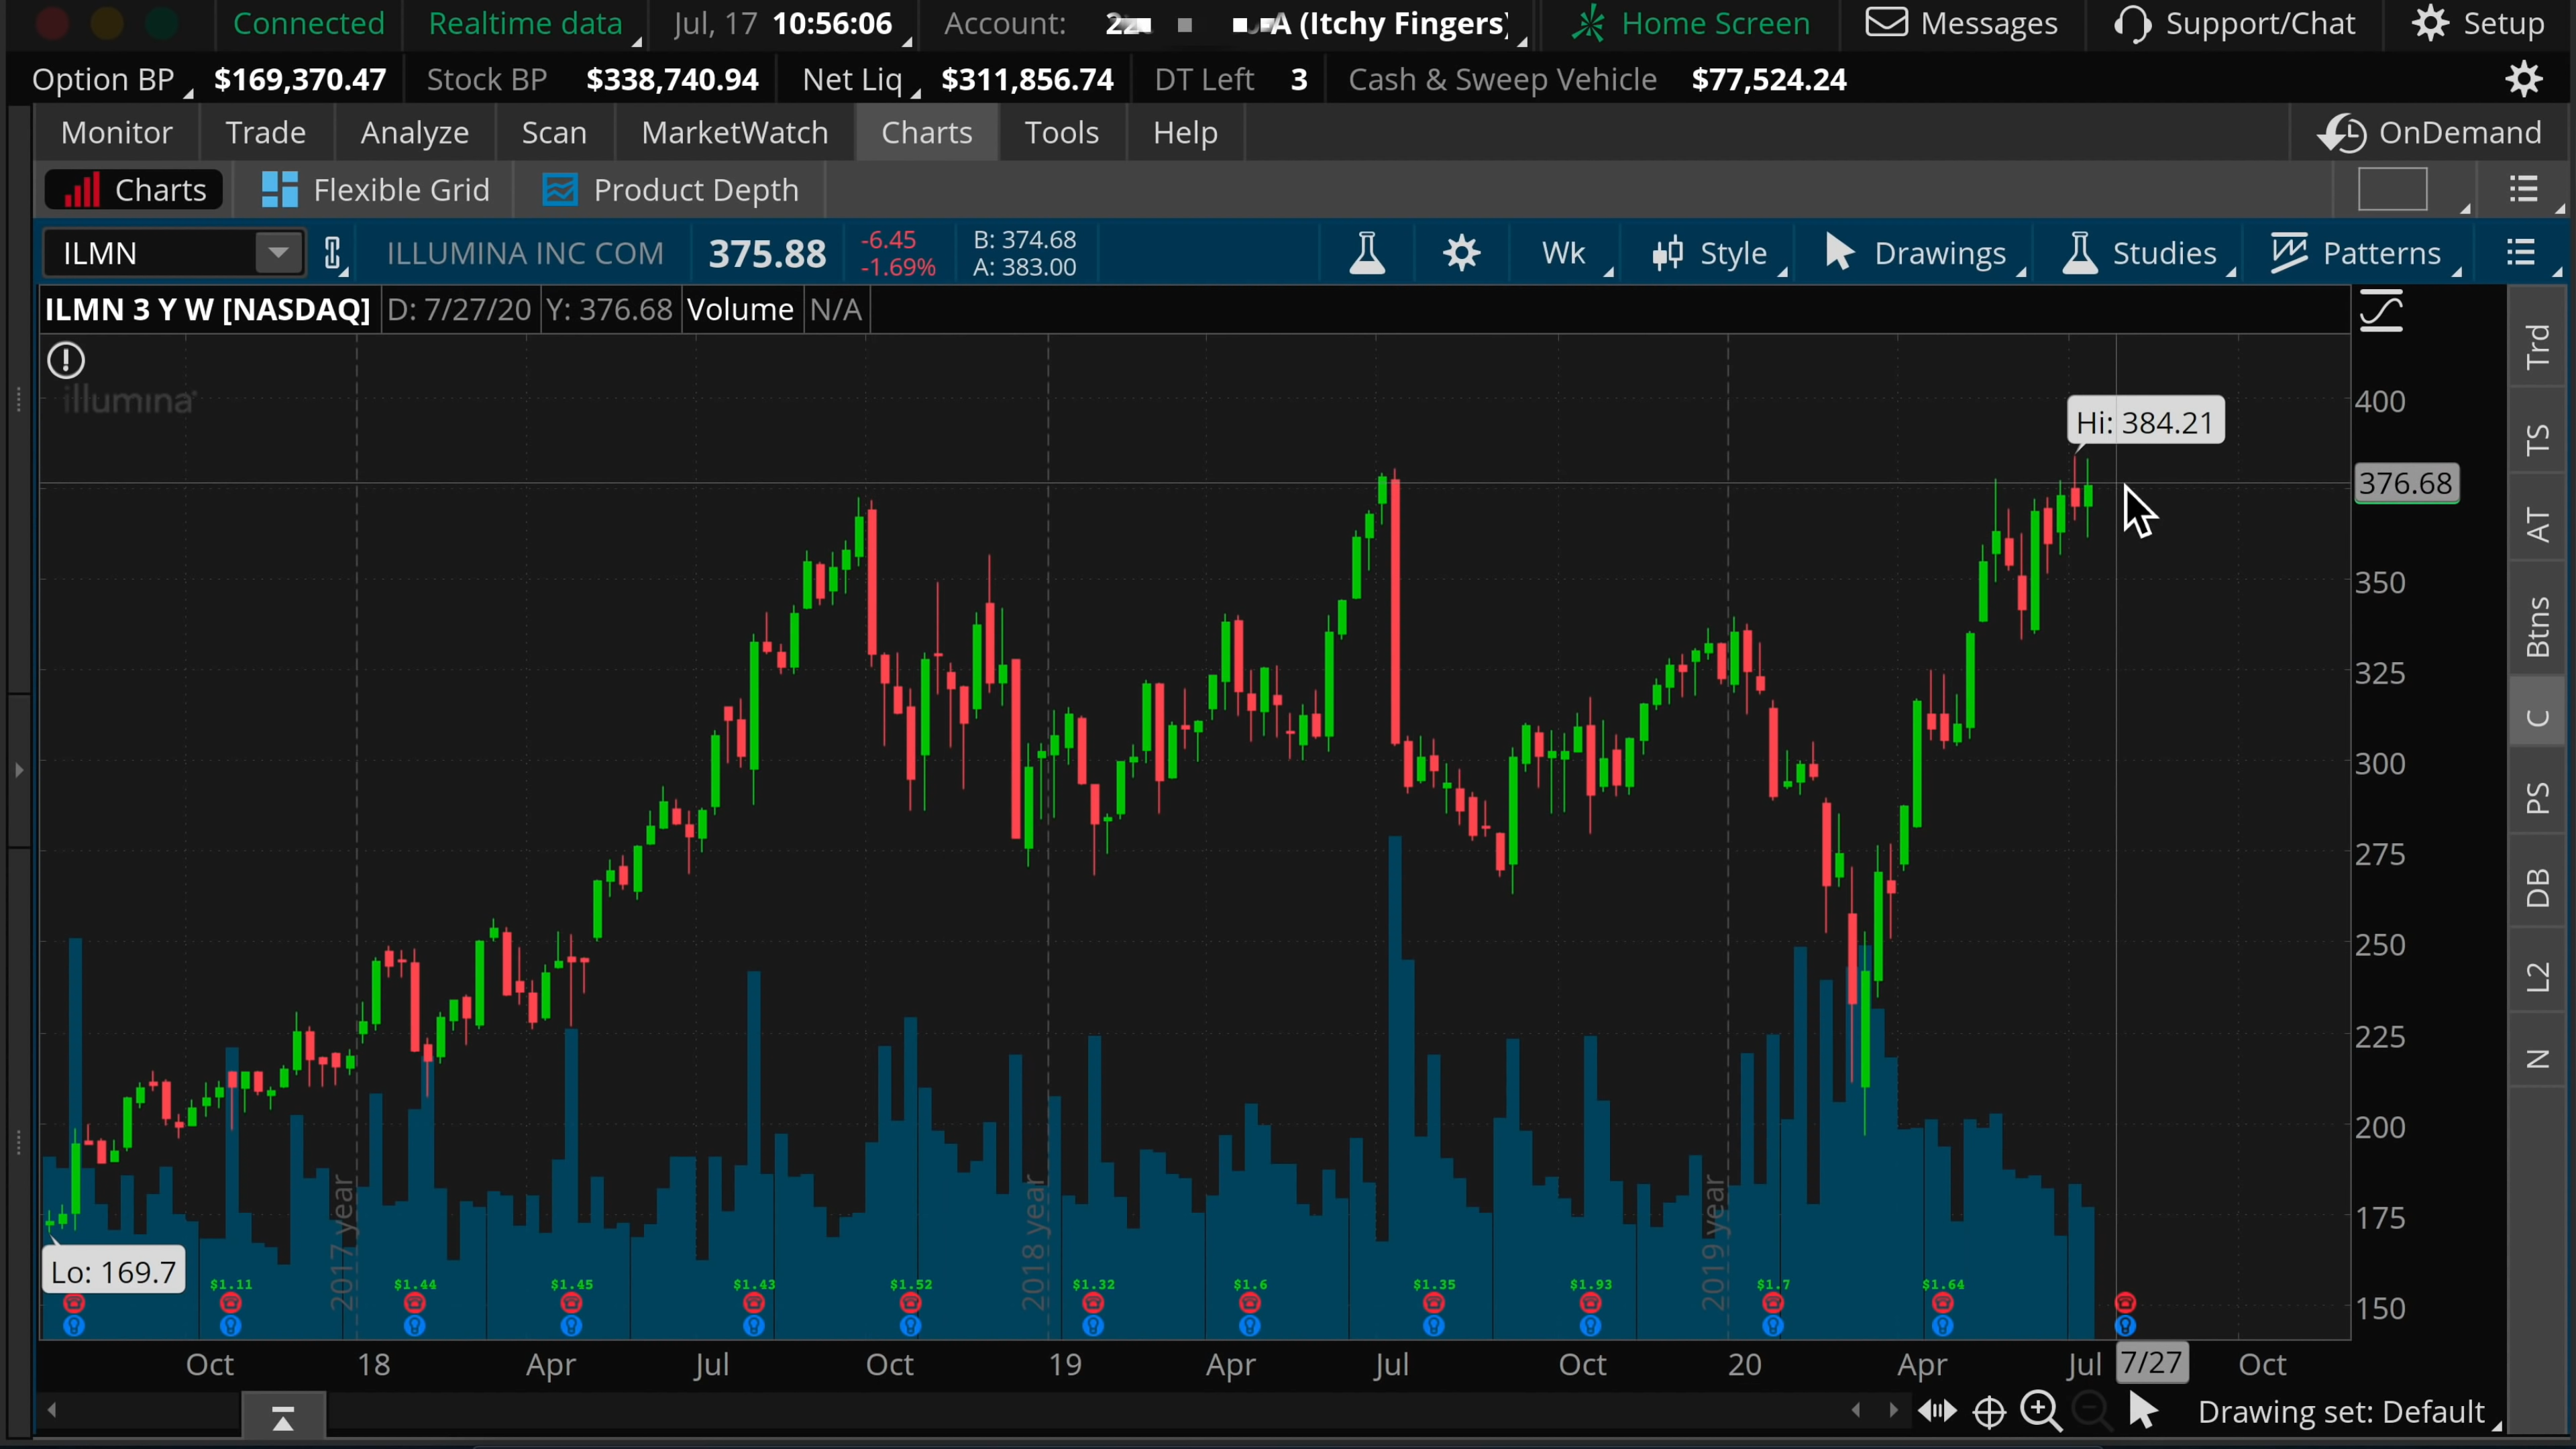 Connected Realtime data Jul, 17 10:56:06 Account: A (Itchy Fingers) Home Screen Messages Support/Chat Setup
Option BP $169,370.47 Stock BP $338,740.94 Net Liq $311,856.74 DT Left 3 Cash & Sweep Vehicle $77,524.24
Monitor Trade Analyze Scan MarketWatch Charts Tools Help OnDemand
Charts Flexible Grid Product Depth
ILMN ILLUMINA INC COM 375.88 -6.45 -1.69% B: 374.68 A: 383.00 Wk Style Drawings Studies Patterns
ILMN 3 Y W [NASDAQ] D: 7/27/20 Y: 376.68 Volume N/A
illumina
Hi: 384.21
400
376.68
350
325
300
275
250
225
200
175
150
Lo: 169.7
2017 year
2018 year
2019 year
$1.11 $1.44 $1.45 $1.43 $1.52 $1.32 $1.6 $1.35 $1.93 $1.7 $1.64
Oct 18 Apr Jul Oct 19 Apr Jul Oct 20 Apr Jul 7/27 Oct
Drawing set: Default
Trd
TS
AT
Btns
C
PS
DB
L2
N